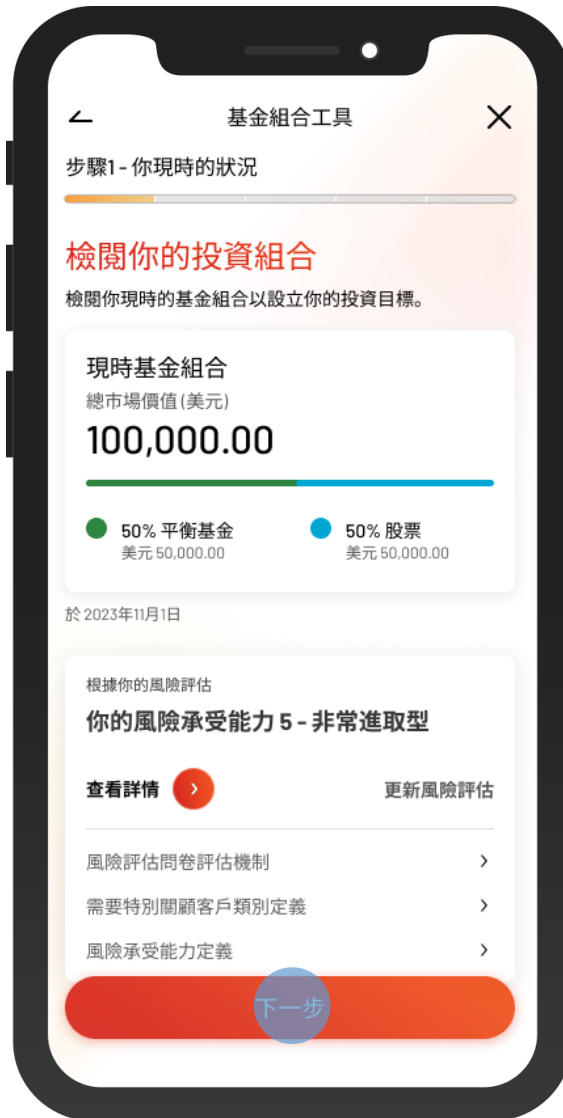 基金組合工具
步驟1 - 你現時的狀況
檢閱你的投資組合
檢閱你現時的基金組合以設立你的投資目標。
現時基金組合
總市場價值 (美元)
100,000.00
50% 平衡基金
美元 50,000.00
50% 股票
美元 50,000.00
於 2023年11月1日
根據你的風險評估
你的風險承受能力 5 - 非常進取型
查看詳情
更新風險評估
風險評估問卷評估機制
需要特別關顧客戶類別定義
風險承受能力定義
下一步